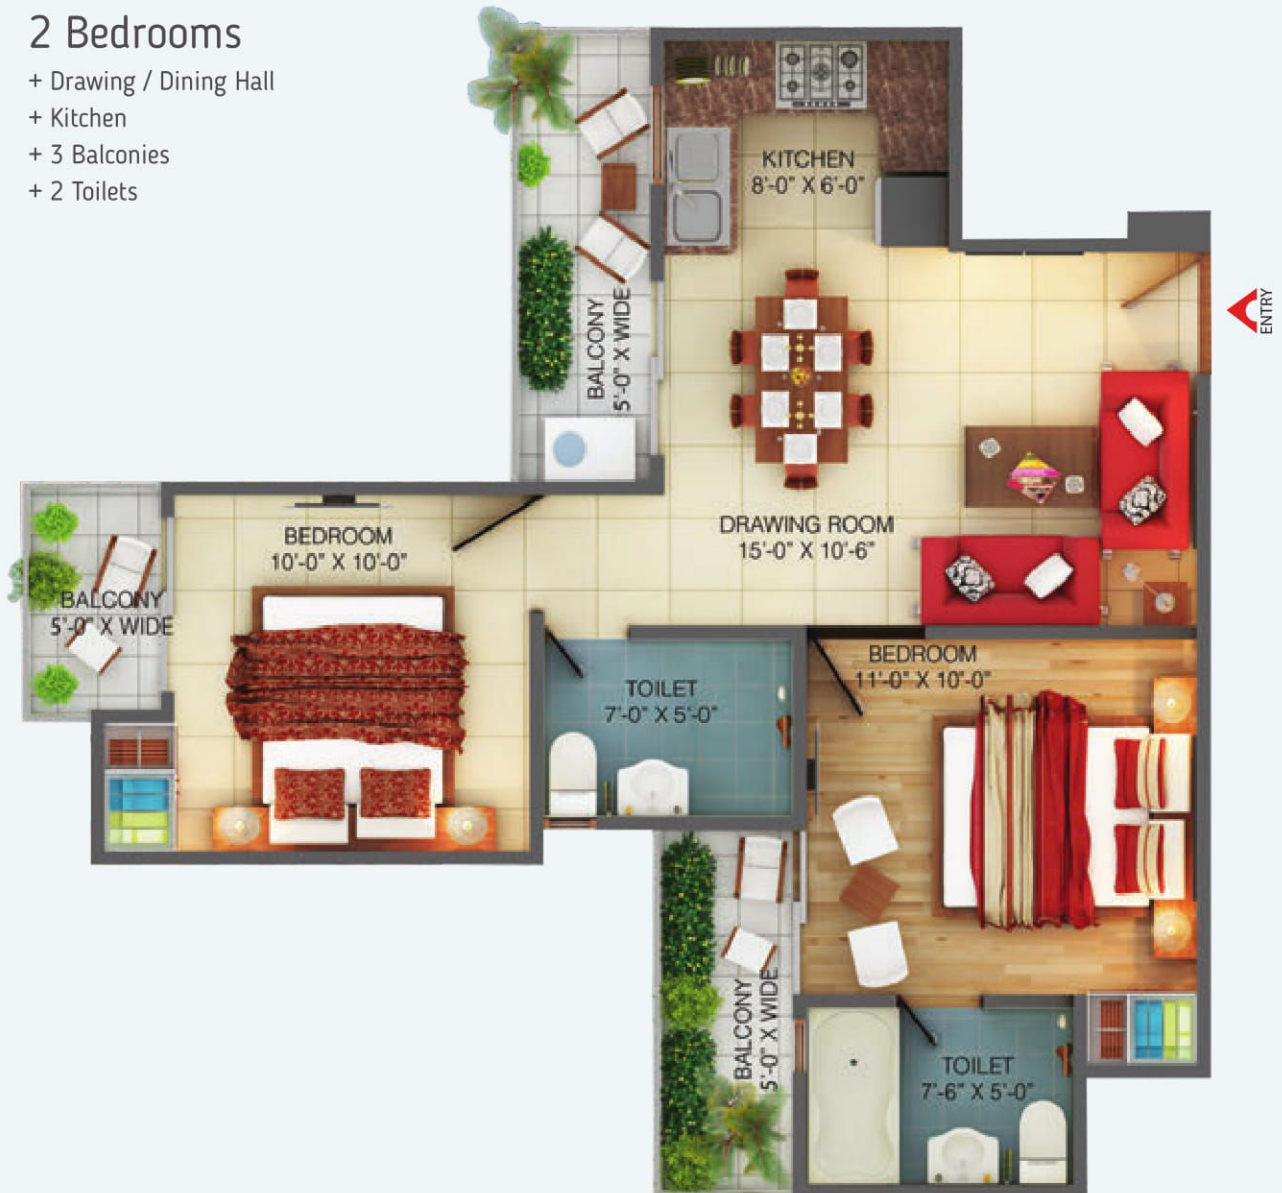 2 Bedrooms
+ Drawing / Dining Hall
+ Kitchen
+ 3 Balconies
+ 2 Toilets
KITCHEN
8'-0" X 6'-0"
ENTRY
BALCONY
5'-0" X WIDE
DRAWING ROOM
15'-0" X 10'-6"
BEDROOM
10'-0" X 10'-0"
BALCONY
5'-0" X WIDE
TOILET
7'-0" X 5'-0"
BEDROOM
11'-0" X 10'-0"
BALCONY
5'-0" X WIDE
TOILET
7'-6" X 5'-0"